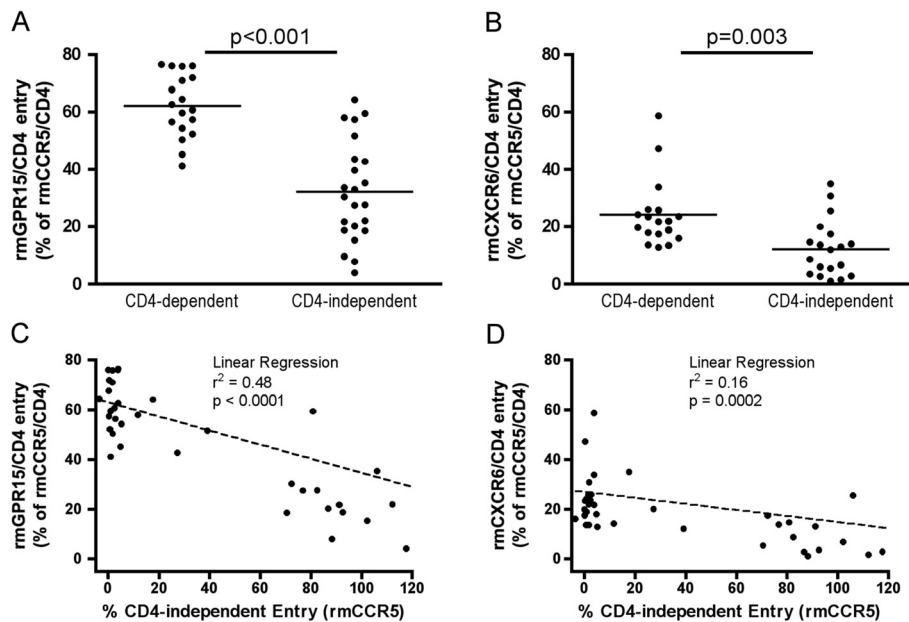 A
p<0.001
rmGPR15/CD4 entry
(% of rmCCR5/CD4)
80
60
40
20
0
CD4-dependent
CD4-independent
B
p=0.003
rmCXCR6/CD4 entry
(% of rmCCR5/CD4)
80
60
40
20
0
CD4-dependent
CD4-independent
C
Linear Regression
r² = 0.48
p < 0.0001
rmGPR15/CD4 entry
(% of rmCCR5/CD4)
80
60
40
20
0
0 20 40 60 80 100 120
% CD4-independent Entry (rmCCR5)
D
Linear Regression
r² = 0.16
p = 0.0002
rmCXCR6/CD4 entry
(% of rmCCR5/CD4)
80
60
40
20
0
0 20 40 60 80 100 120
% CD4-independent Entry (rmCCR5)